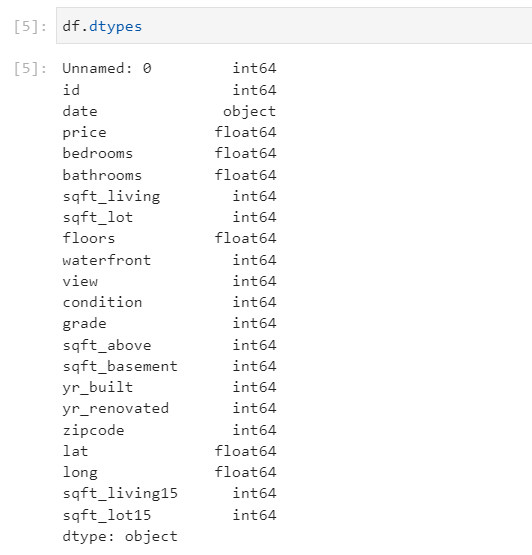 [5]: df.dtypes
[5]: Unnamed: 0 int64
id int64
date object
price float64
bedrooms float64
bathrooms float64
sqft_living int64
sqft_lot int64
floors float64
waterfront int64
view int64
condition int64
grade int64
sqft_above int64
sqft_basement int64
yr_built int64
yr_renovated int64
zipcode int64
lat float64
long float64
sqft_living15 int64
sqft_lot15 int64
dtype: object